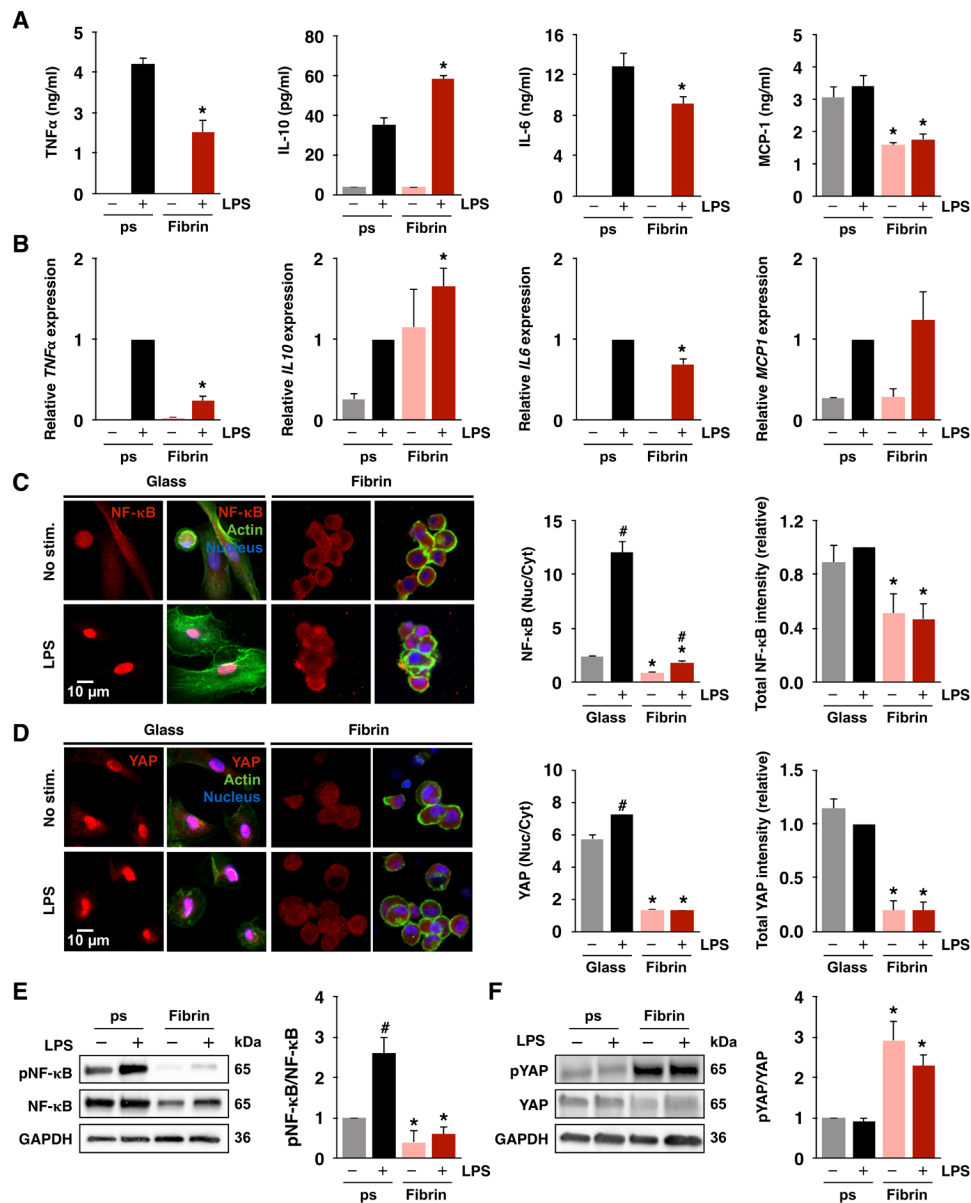 A
TNFα (ng/ml)
5
4
3
2
1
0
– + – + LPS
ps Fibrin
IL-10 (pg/ml)
80
60
40
20
0
– + – + LPS
ps Fibrin
IL-6 (ng/ml)
16
12
8
4
0
– + – + LPS
ps Fibrin
MCP-1 (ng/ml)
5
4
3
2
1
0
– + – + LPS
ps Fibrin
*
*
*
* *
B
Relative TNFα expression
2
1
0
– + – + LPS
ps Fibrin
Relative IL10 expression
2
1
0
– + – + LPS
ps Fibrin
Relative IL6 expression
2
1
0
– + – + LPS
ps Fibrin
Relative MCP1 expression
2
1
0
– + – + LPS
ps Fibrin
*
*
*
C
Glass Fibrin
No stim.
LPS
NF-κB
NF-κB
Actin
Nucleus
10 μm
NF-κB (Nuc/Cyt)
15
10
5
0
#
*
#
*
– + – + LPS
Glass Fibrin
Total NF-κB intensity (relative)
1.2
0.8
0.4
0.0
* *
– + – + LPS
Glass Fibrin
D
Glass Fibrin
No stim.
LPS
YAP
YAP
Actin
Nucleus
10 μm
YAP (Nuc/Cyt)
8
6
4
2
0
#
* *
– + – + LPS
Glass Fibrin
Total YAP intensity (relative)
1.5
1.0
0.5
0.0
* *
– + – + LPS
Glass Fibrin
E
ps Fibrin
LPS – + – + kDa
pNF-κB 65
NF-κB 65
GAPDH 36
pNF-κB/NF-κB
4
3
2
1
0
#
* *
– + – + LPS
ps Fibrin
F
ps Fibrin
LPS – + – + kDa
pYAP 65
YAP 65
GAPDH 36
pYAP/YAP
4
3
2
1
0
* *
– + – + LPS
ps Fibrin